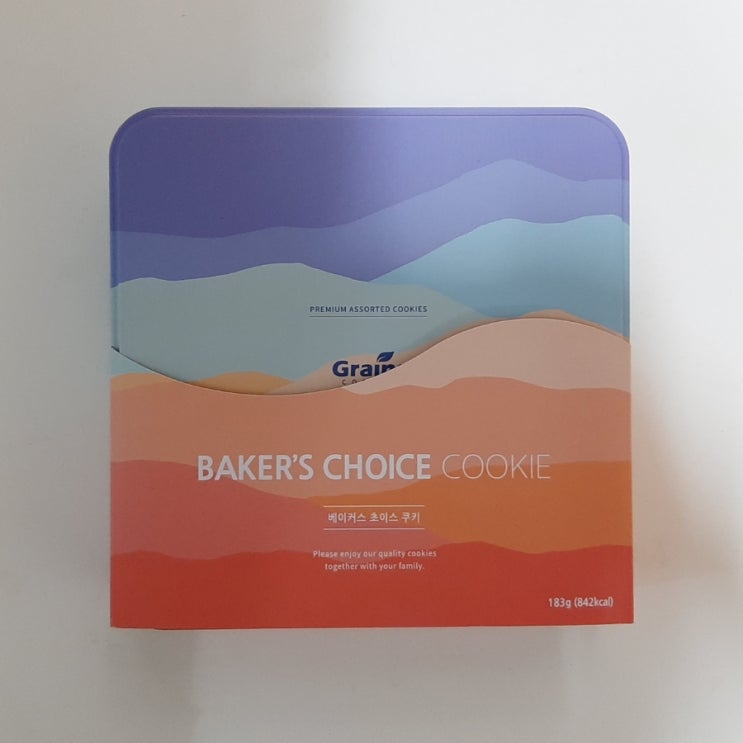 PREMIUM ASSORTED COOKIES
BAKER'S CHOICE COOKIE
베이커스 초이스 쿠키
Please enjoy our quality cookies
together with your family.
183g (842kcal)